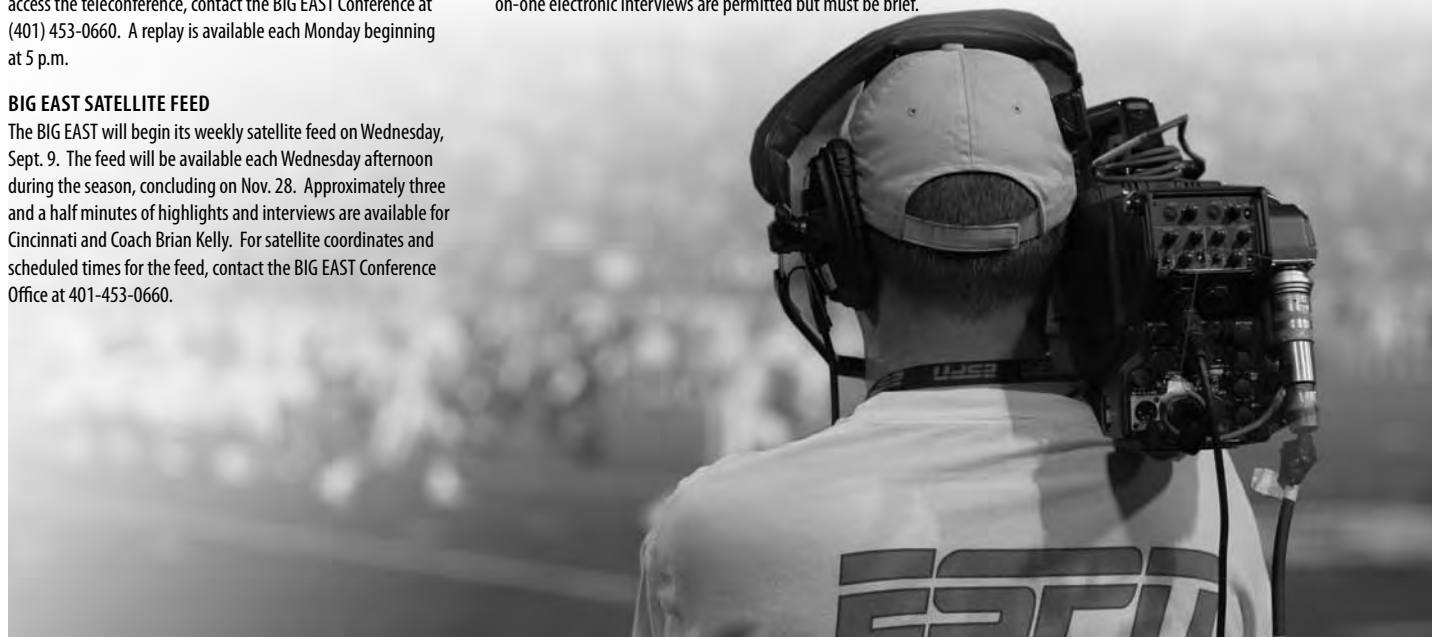 access the teleconference, contact the BIG EAST Conference at
(401) 453-0660. A replay is available each Monday beginning
at 5 p.m.
BIG EAST SATELLITE FEED
The BIG EAST will begin its weekly satellite feed on Wednesday,
Sept. 9. The feed will be available each Wednesday afternoon
during the season, concluding on Nov. 28. Approximately three
and a half minutes of highlights and interviews are available for
Cincinnati and Coach Brian Kelly. For satellite coordinates and
scheduled times for the feed, contact the BIG EAST Conference
Office at 401-453-0660.
on-one electronic interviews are permitted but must be brief.
ESPN
ESPN